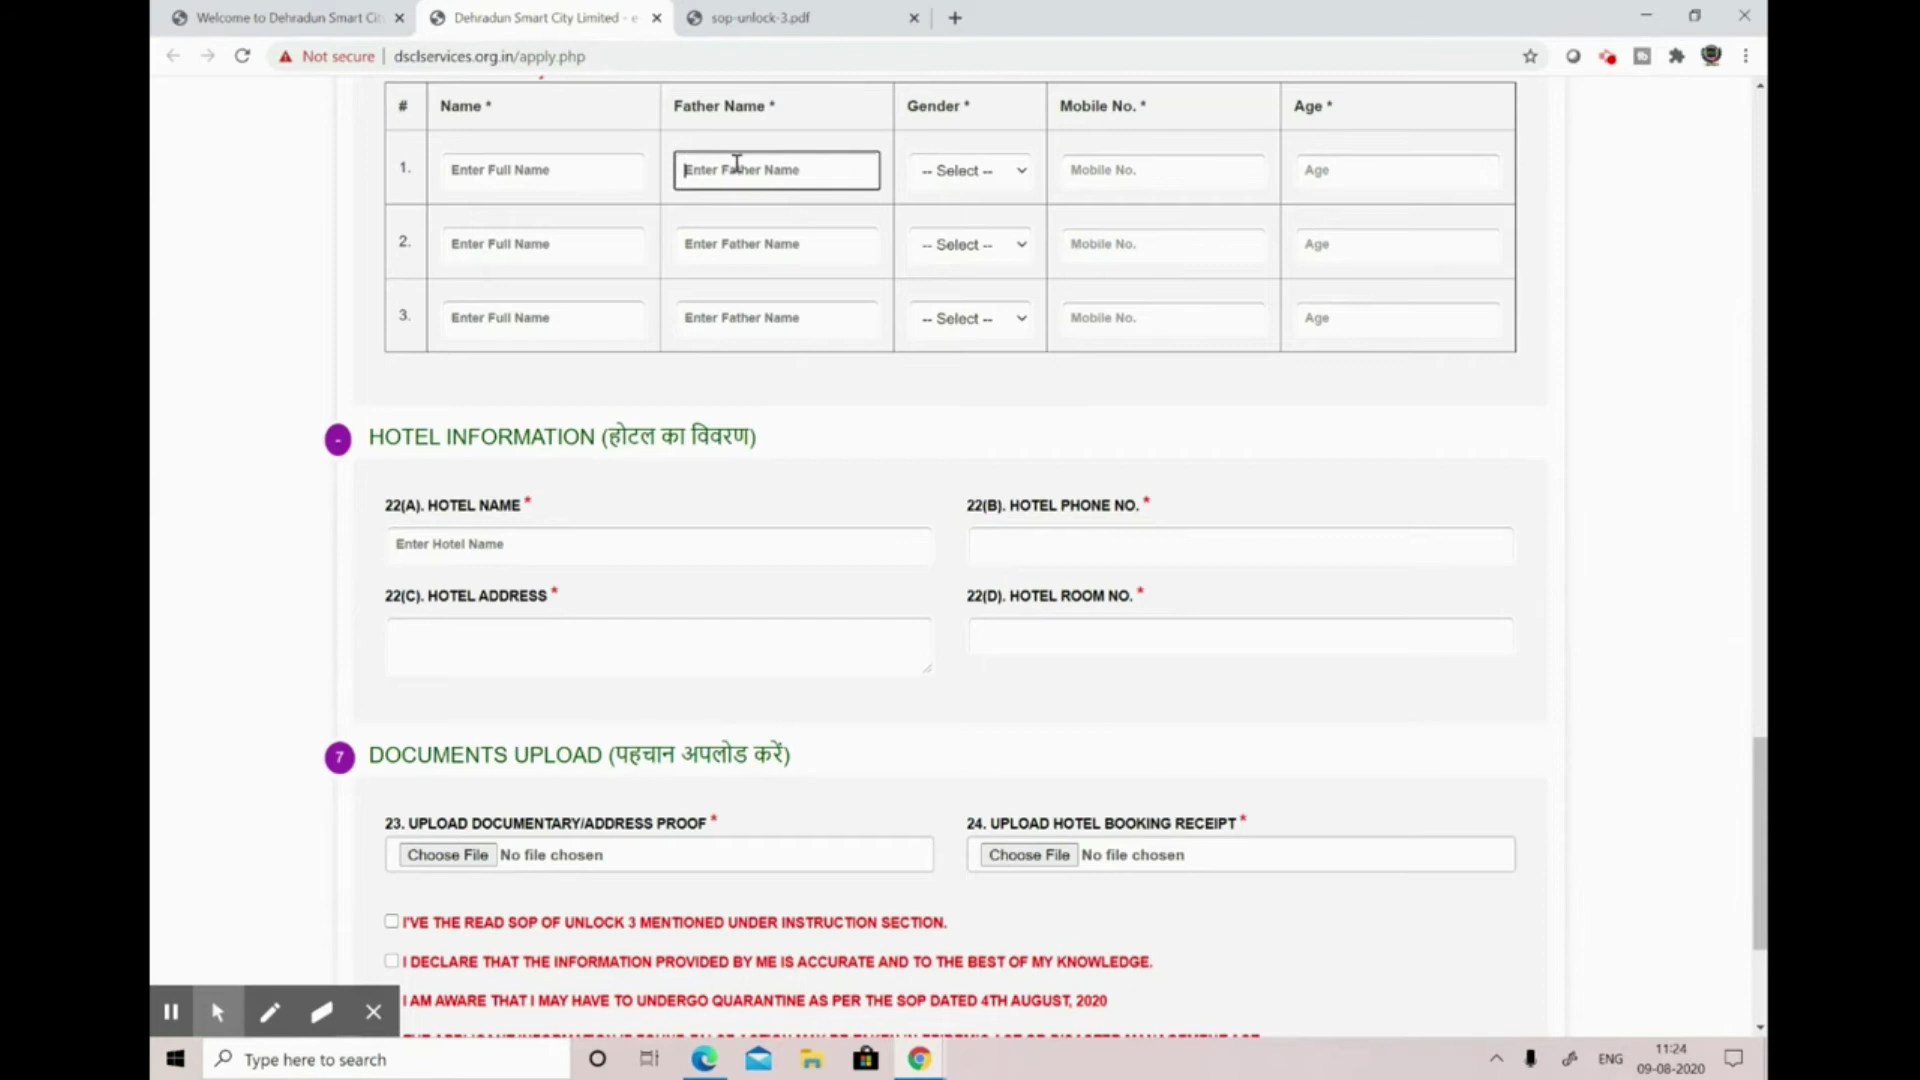 Welcome to Dehradun Smart Ci
Dehradun Smart City Limited - e
sop-unlock-3.pdf
Not secure
dsclservices.org.in/apply.php
# Name * Father Name * Gender * Mobile No. * Age *
1. Enter Full Name Enter Father Name -- Select -- Mobile No. Age
2. Enter Full Name Enter Father Name -- Select -- Mobile No. Age
3. Enter Full Name Enter Father Name -- Select -- Mobile No. Age
- HOTEL INFORMATION (होटल का विवरण)
22(A). HOTEL NAME * 22(B). HOTEL PHONE NO. *
Enter Hotel Name
22(C). HOTEL ADDRESS * 22(D). HOTEL ROOM NO. *
7 DOCUMENTS UPLOAD (पहचान अपलोड करें)
23. UPLOAD DOCUMENTARY/ADDRESS PROOF * 24. UPLOAD HOTEL BOOKING RECEIPT *
Choose File No file chosen Choose File No file chosen
I'VE THE READ SOP OF UNLOCK 3 MENTIONED UNDER INSTRUCTION SECTION.
I DECLARE THAT THE INFORMATION PROVIDED BY ME IS ACCURATE AND TO THE BEST OF MY KNOWLEDGE.
I AM AWARE THAT I MAY HAVE TO UNDERGO QUARANTINE AS PER THE SOP DATED 4TH AUGUST, 2020
Type here to search
ENG
11:24
09-08-2020